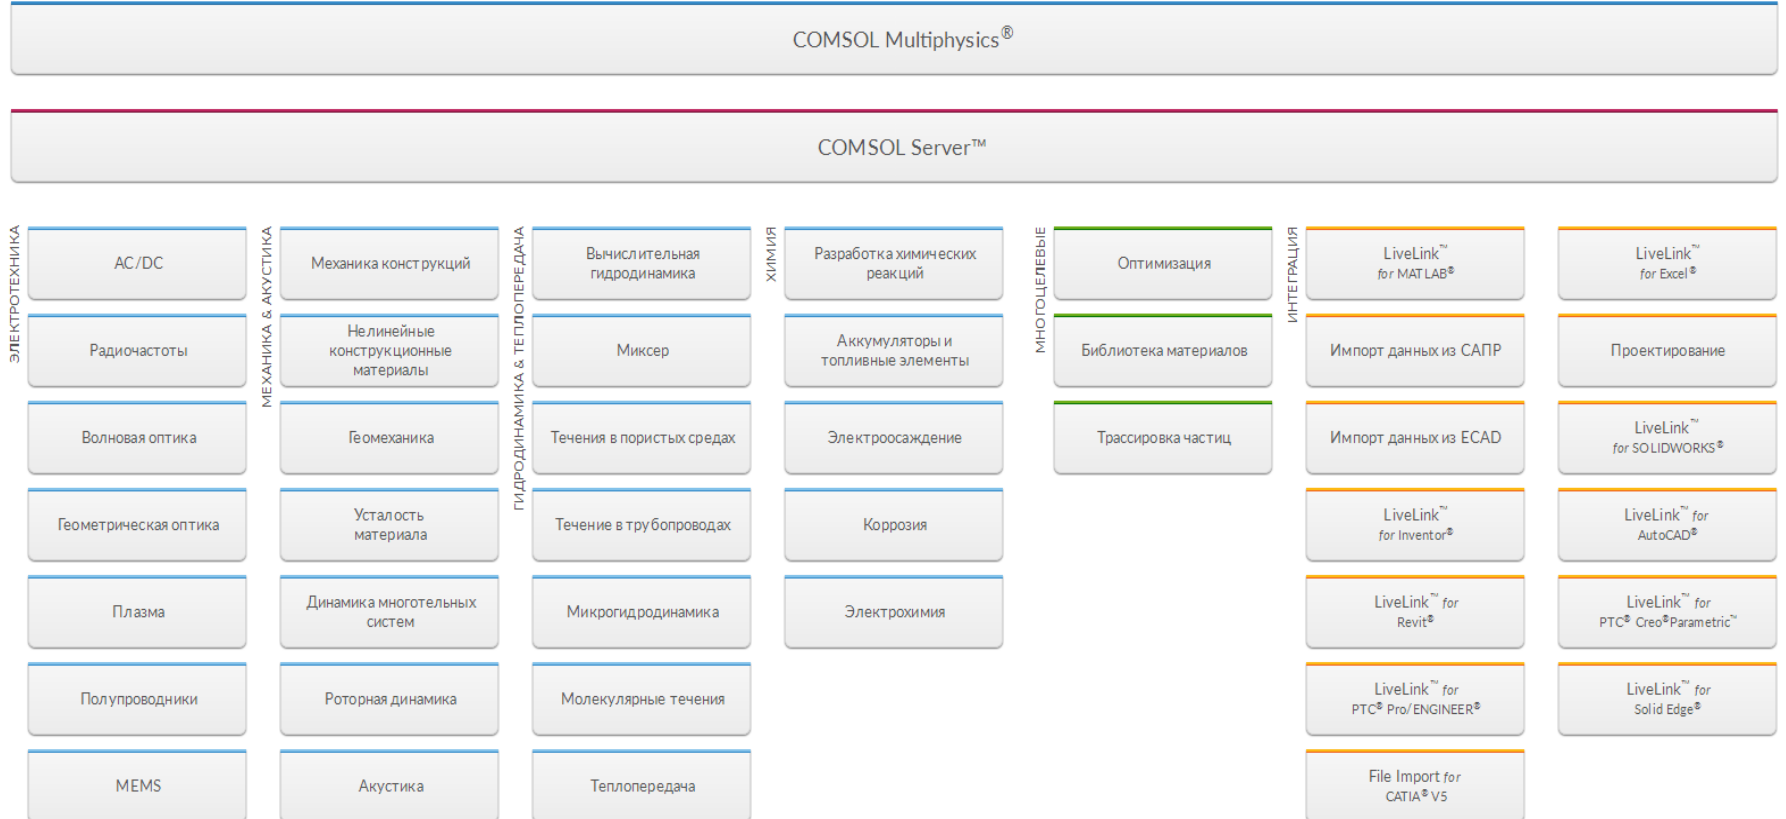 COMSOL Multiphysics®
COMSOL Server™
ЭЛЕКТРОТЕХНИКА
AC/DC
Радиочастоты
Волновая оптика
Геометрическая оптика
Плазма
Полупроводники
MEMS
МЕХАНИКА & АКУСТИКА
Механика конструкций
Нелинейные
конструкционные
материалы
Геомеханика
Усталость
материала
Динамика многотельных
систем
Роторная динамика
Акустика
ГИДРОДИНАМИКА & ТЕПЛОПЕРЕДАЧА
Вычислительная
гидродинамика
Миксер
Течения в пористых средах
Течение в трубопроводах
Микрогидродинамика
Молекулярные течения
Теплопередача
ХИМИЯ
Разработка химических
реакций
Аккумуляторы и
топливные элементы
Электроосаждение
Коррозия
Электрохимия
МНОГОЦЕЛЕВЫЕ
Оптимизация
Библиотека материалов
Трассировка частиц
ИНТЕГРАЦИЯ
LiveLink™
for MATLAB®
Импорт данных из САПР
Импорт данных из ECAD
LiveLink™
for Inventor®
LiveLink™ for
Revit®
LiveLink™ for
PTC® Pro/ENGINEER®
File Import for
CATIA® V5
LiveLink™
for Excel®
Проектирование
LiveLink™
for SOLIDWORKS®
LiveLink™ for
AutoCAD®
LiveLink™ for
PTC® Creo®Parametric™
LiveLink™ for
Solid Edge®